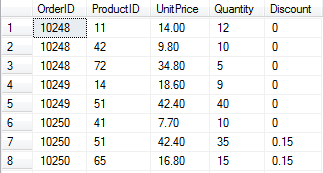 OrderID ProductID UnitPrice Quantity Discount
1 10248 11 14.00 12 0
2 10248 42 9.80 10 0
3 10248 72 34.80 5 0
4 10249 14 18.60 9 0
5 10249 51 42.40 40 0
6 10250 41 7.70 10 0
7 10250 51 42.40 35 0.15
8 10250 65 16.80 15 0.15